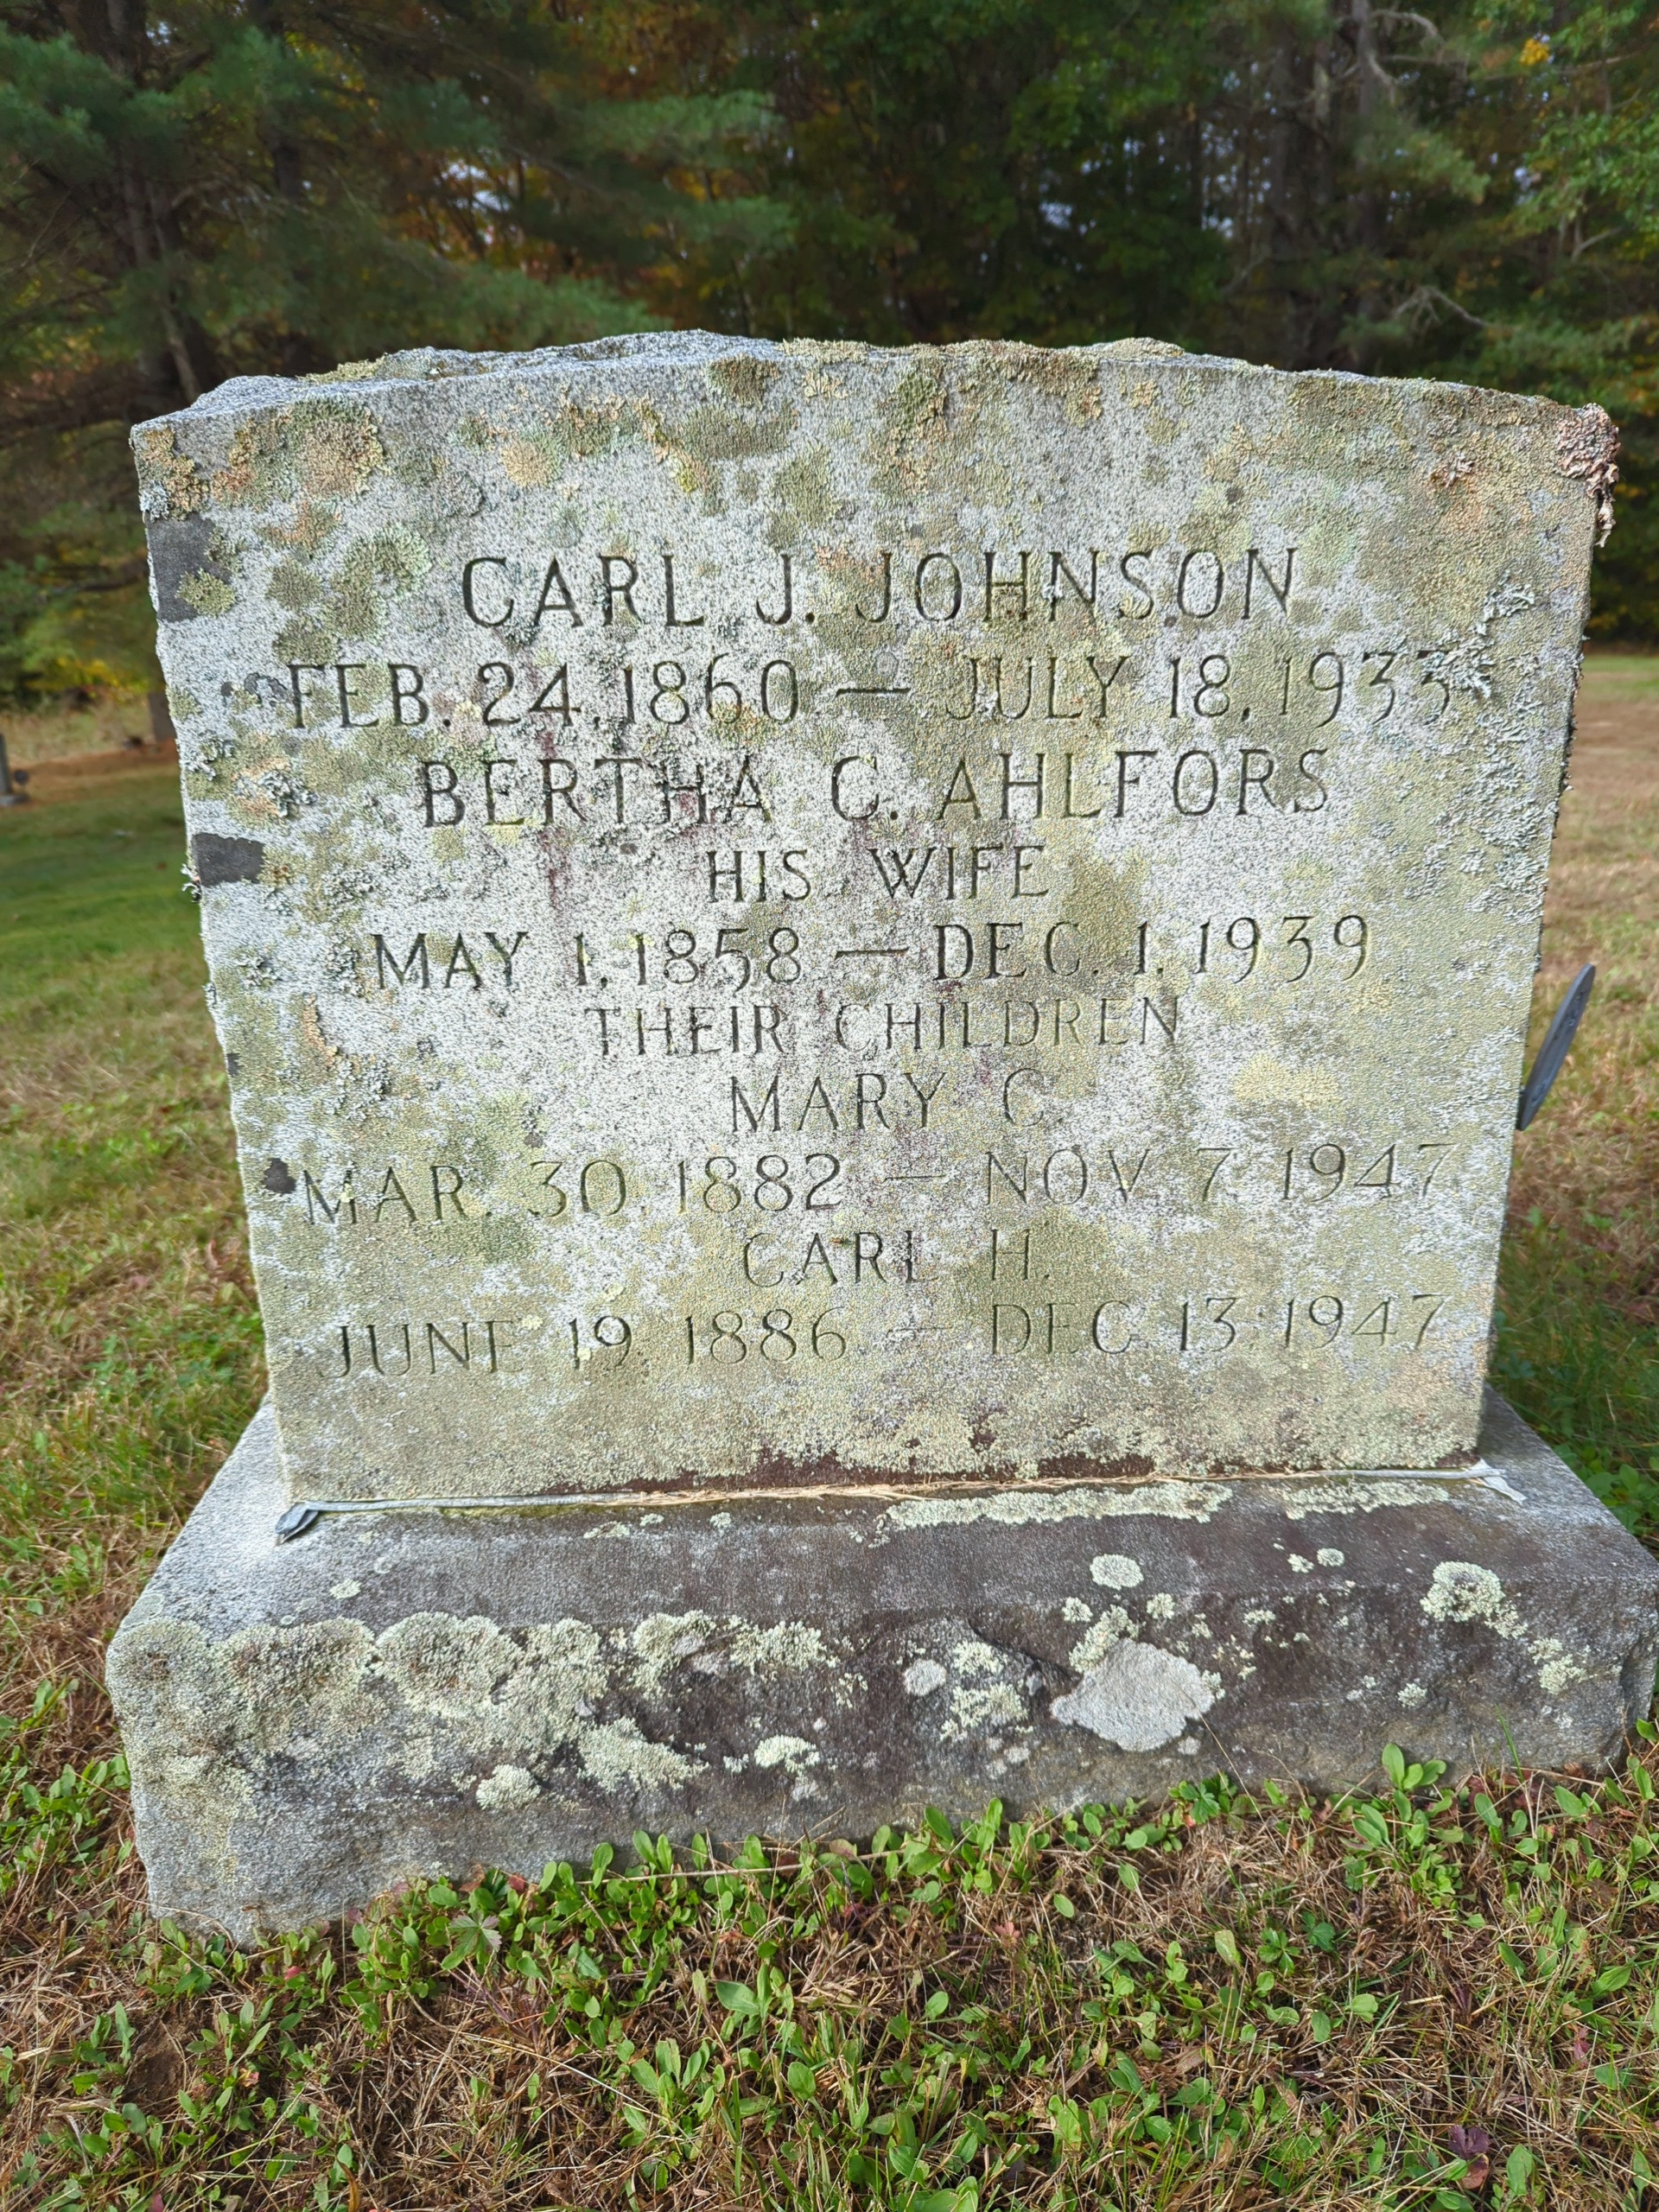 CARL J. JOHNSON
FEB. 24, 1860 — JULY 18, 1933
BERTHA C. AHLFORS
HIS WIFE
MAY 1, 1858 — DEC. 1, 1939
THEIR CHILDREN
MARY C.
MAR. 30, 1882 — NOV. 7, 1947
CARL H.
JUNE 19, 1886 — DEC. 13, 1947